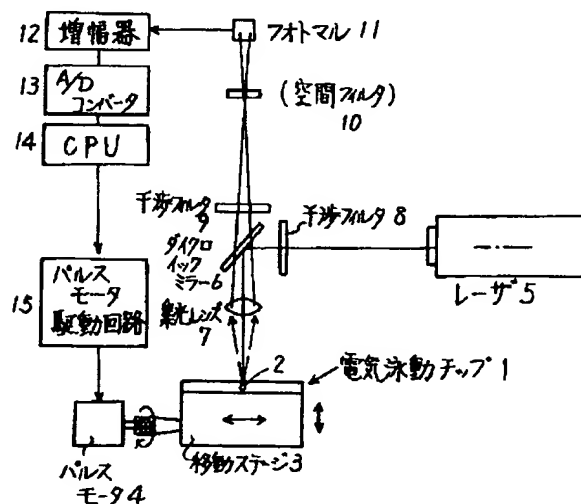 12
増幅器
フォトマル 11
13
A/D
コンバータ
(空間フィルタ)
10
14
CPU
干渉フィルタ
9
干渉フィルタ 8
ダイクロ
イック
ミラー6
レーザ 5
15
パルス
モータ
駆動回路
集光レンズ
7
2
電気泳動チップ 1
パルス
モータ4
移動ステージ3